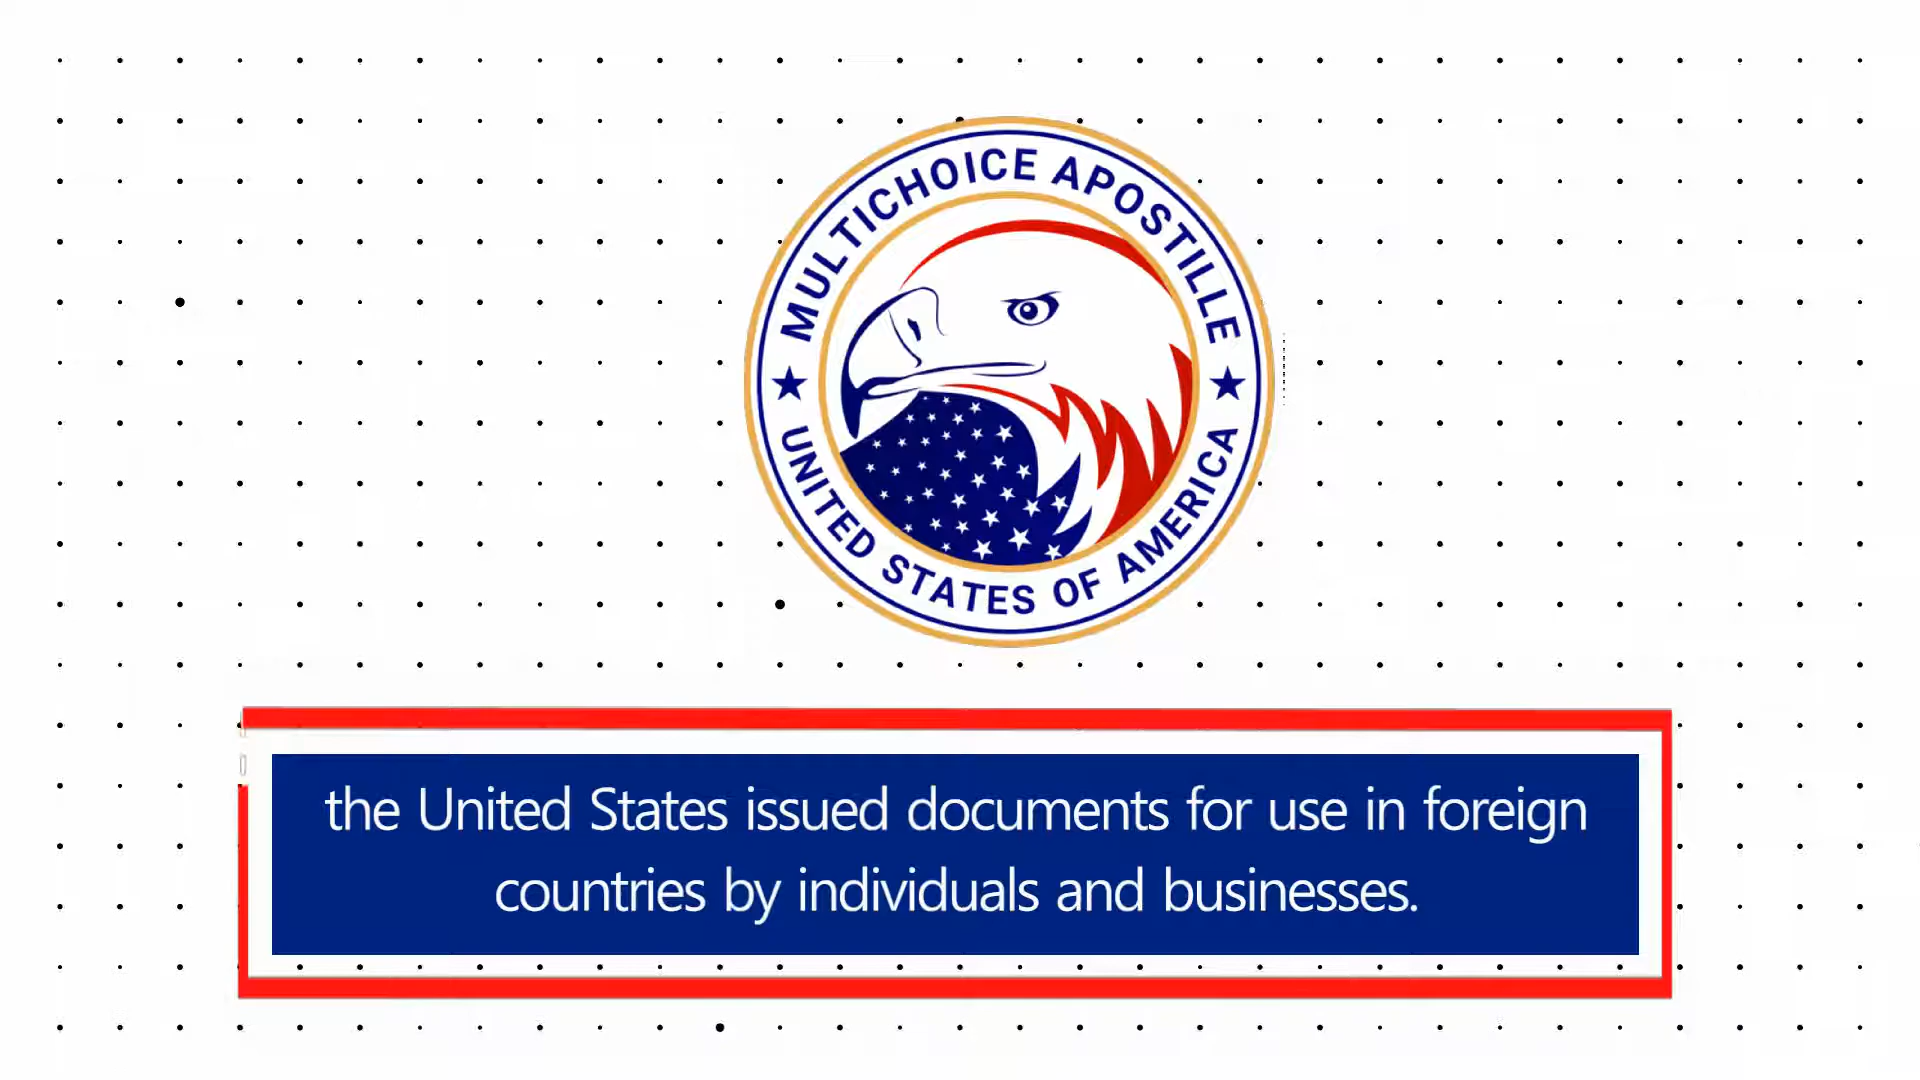 MULTICHOICE APOSTILLE
UNITED STATES OF AMERICA
the United States issued documents for use in foreign
countries by individuals and businesses.